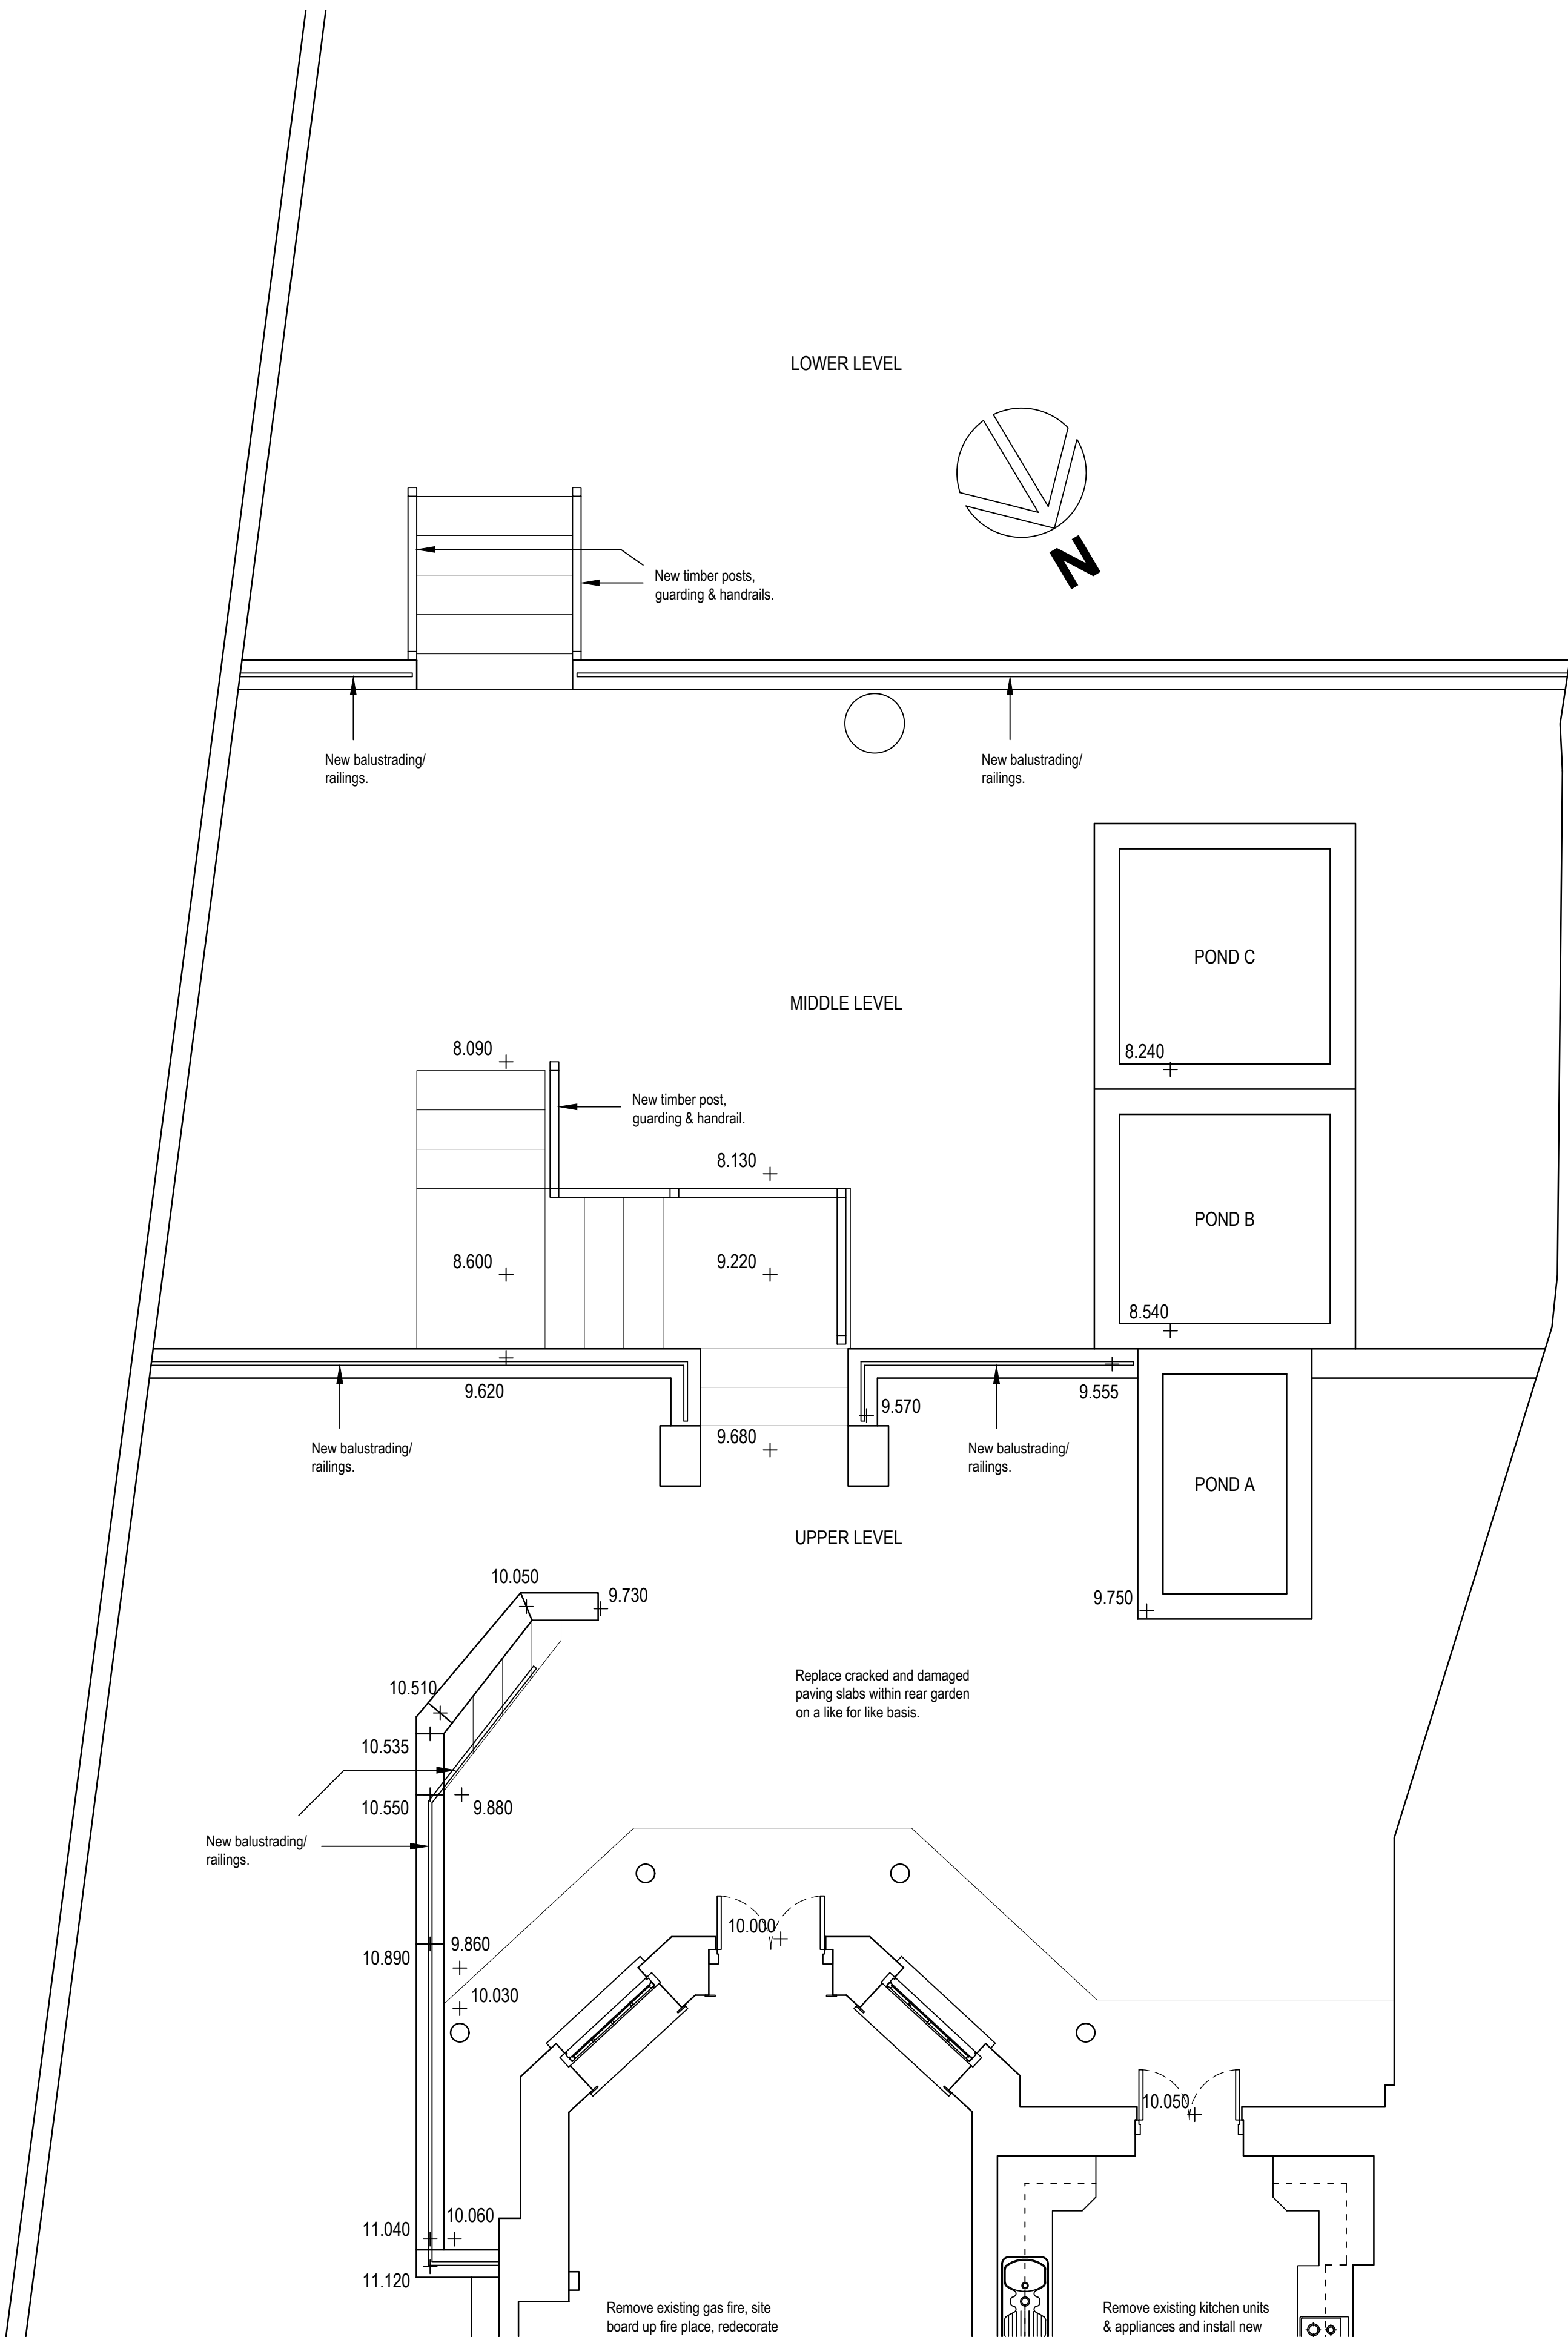 LOWER LEVEL
N
New timber posts,
guarding & handrails.
New balustrading/
railings.
New balustrading/
railings.
POND C
MIDDLE LEVEL
8.090
8.240
New timber post,
guarding & handrail.
8.130
POND B
8.600
9.220
8.540
9.620
9.555
9.570
9.680
New balustrading/
railings.
New balustrading/
railings.
POND A
UPPER LEVEL
10.050
9.730
9.750
Replace cracked and damaged
paving slabs within rear garden
on a like for like basis.
10.510
10.535
10.550
9.880
New balustrading/
railings.
10.000
10.890
9.860
10.030
10.050
10.060
11.040
11.120
Remove existing gas fire, site
board up fire place, redecorate
Remove existing kitchen units
& appliances and install new